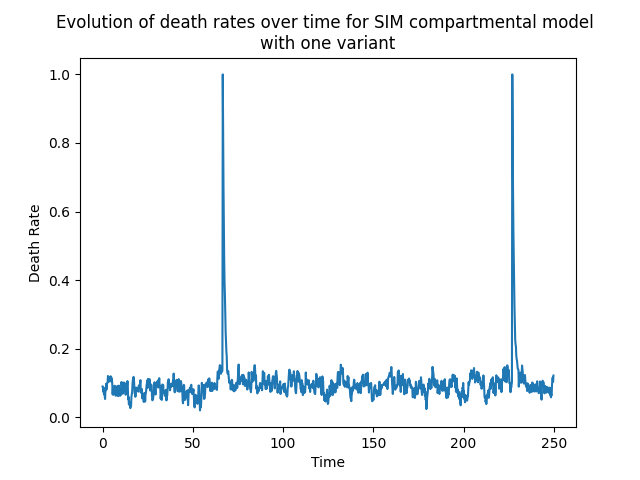 Evolution of death rates over time for SIM compartmental model
with one variant
1.0
0.8
0.6
0.4
0.2
0.0
Death Rate
0 50 100 150 200 250
Time